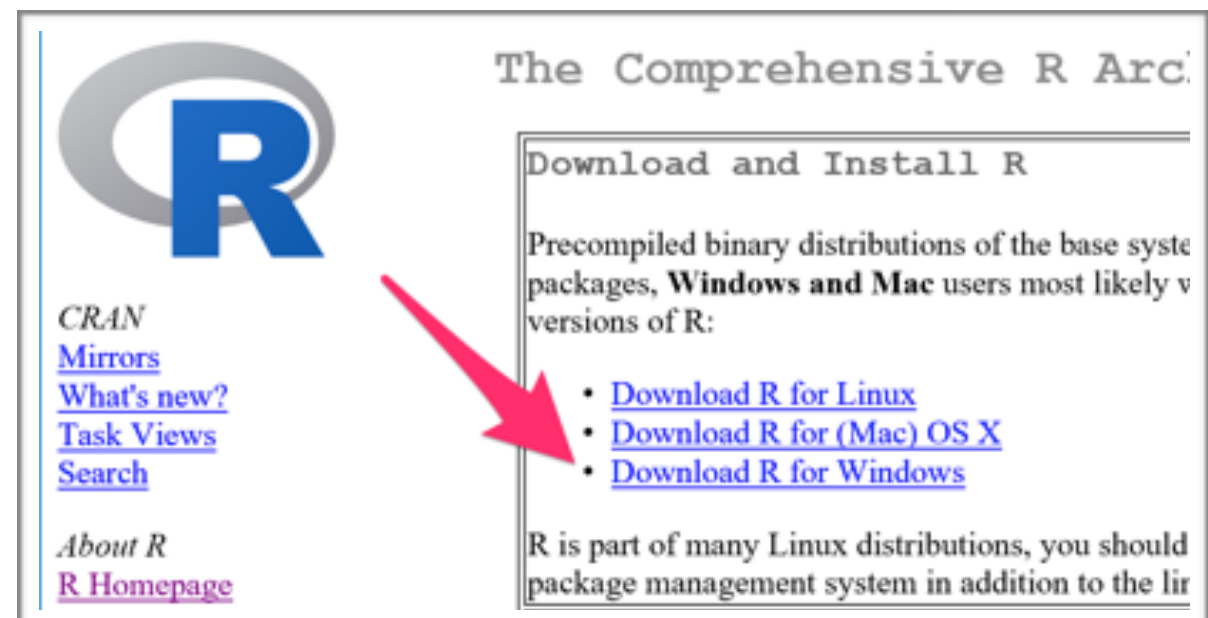 R
The Comprehensive R Arc
Download and Install R
Precompiled binary distributions of the base syste
packages, Windows and Mac users most likely v
versions of R:
• Download R for Linux
• Download R for (Mac) OS X
• Download R for Windows
R is part of many Linux distributions, you should
package management system in addition to the lin
CRAN
Mirrors
What's new?
Task Views
Search
About R
R Homepage